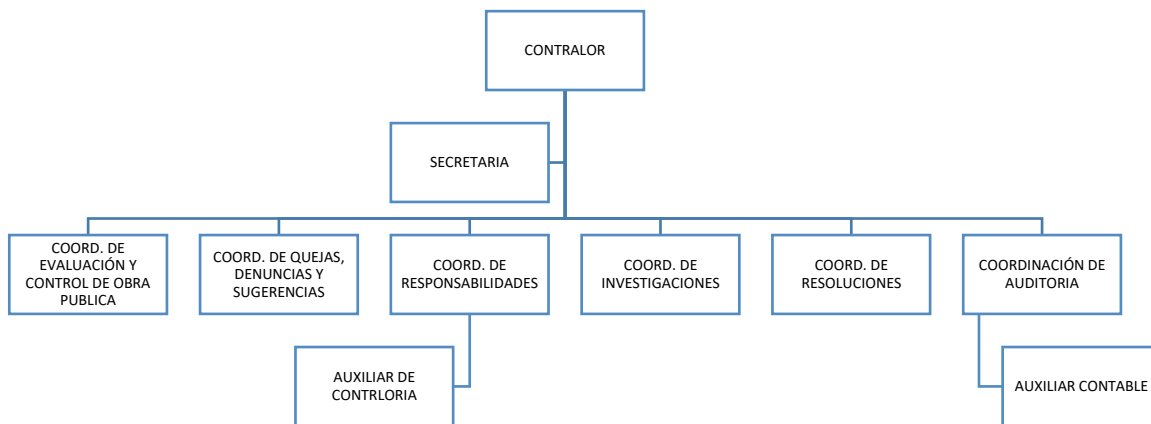 CONTRALOR
SECRETARIA
COORD. DE
EVALUACIÓN Y
CONTROL DE OBRA
PUBLICA
COORD. DE QUEJAS,
DENUNCIAS Y
SUGERENCIAS
COORD. DE
RESPONSABILIDADES
COORD. DE
INVESTIGACIONES
COORD. DE
RESOLUCIONES
COORDINACIÓN DE
AUDITORIA
AUXILIAR DE
CONTRLORIA
AUXILIAR CONTABLE